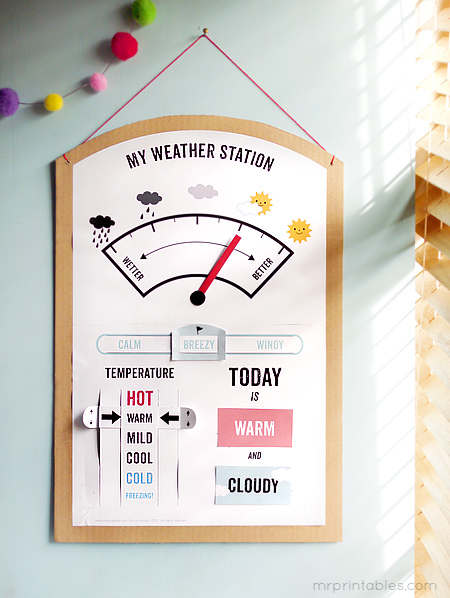 MY WEATHER STATION
WETTER
BETTER
CALM
BREEZY
WINDY
TEMPERATURE
HOT
WARM
MILD
COOL
COLD
FREEZING!
TODAY
IS
WARM
AND
CLOUDY
mrprintables.com